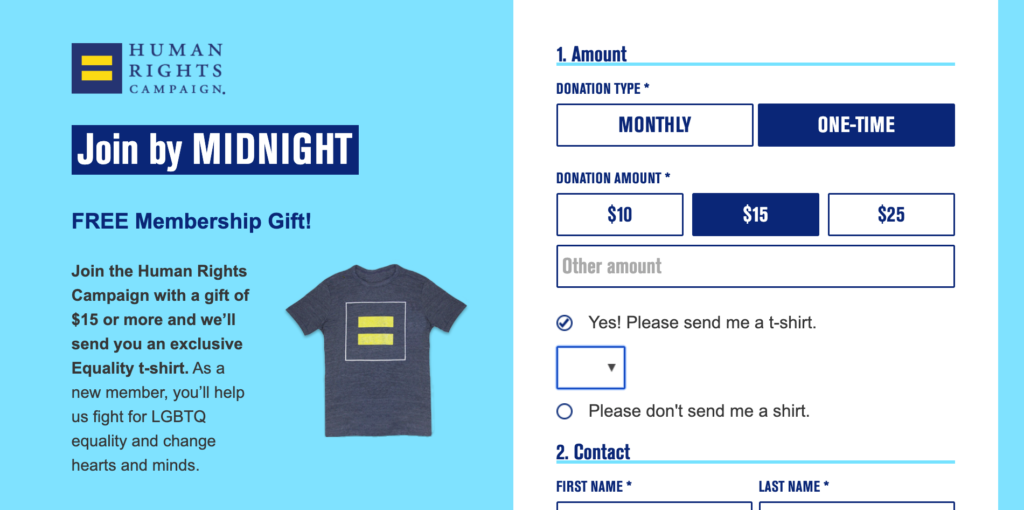 HUMAN
RIGHTS
CAMPAIGN.
Join by MIDNIGHT
FREE Membership Gift!
Join the Human Rights
Campaign with a gift of
$15 or more and we’ll
send you an exclusive
Equality t-shirt. As a
new member, you’ll help
us fight for LGBTQ
equality and change
hearts and minds.
1. Amount
DONATION TYPE *
MONTHLY
ONE-TIME
DONATION AMOUNT *
$10
$15
$25
Other amount
Yes! Please send me a t-shirt.
Please don't send me a shirt.
2. Contact
FIRST NAME *
LAST NAME *